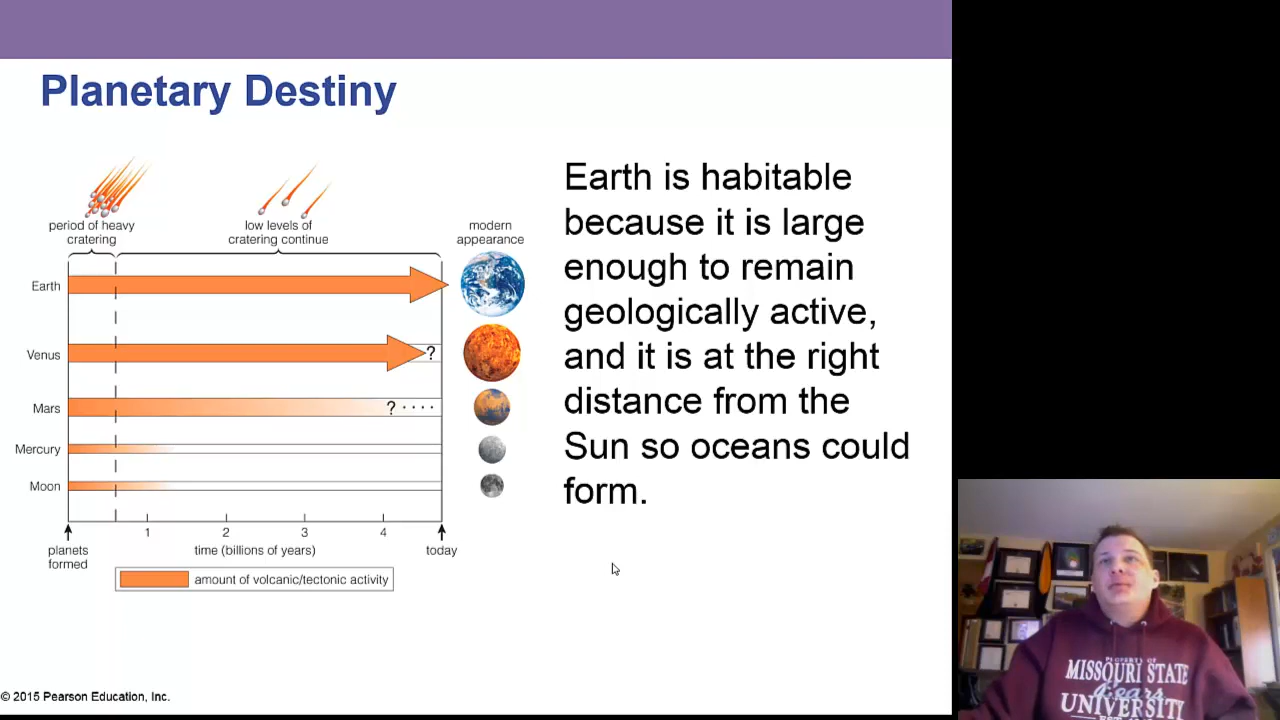 Planetary Destiny
period of heavy
cratering
low levels of
cratering continue
modern
appearance
Earth
Venus
?
Mars
? ····
Mercury
Moon
1
2
3
4
planets
formed
time (billions of years)
today
amount of volcanic/tectonic activity
Earth is habitable
because it is large
enough to remain
geologically active,
and it is at the right
distance from the
Sun so oceans could
form.
© 2015 Pearson Education, Inc.
PROPERTY OF
MISSOURI STATE
Bears
UNIVERSITY